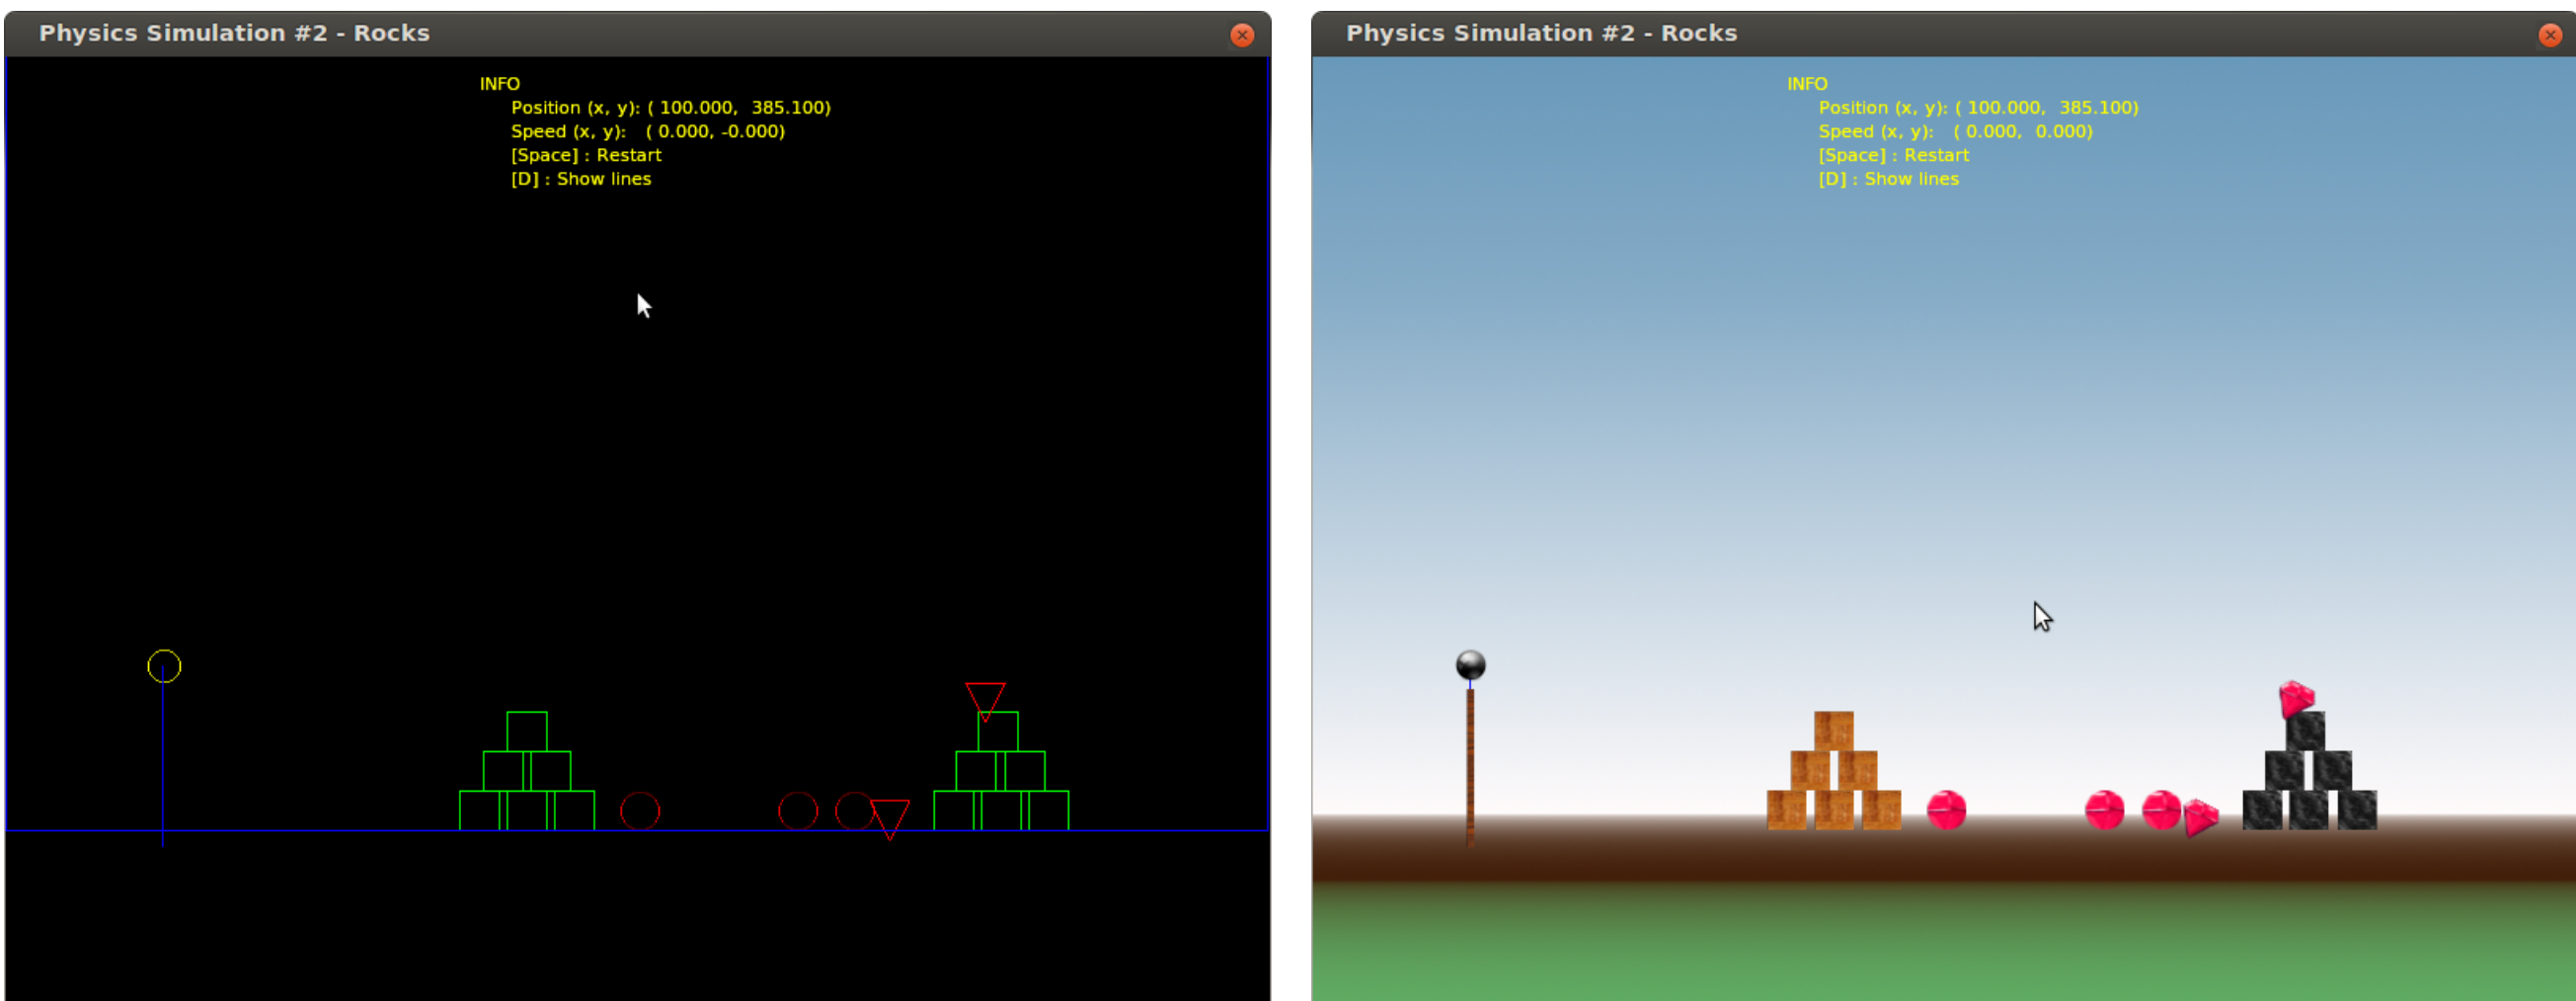 Physics Simulation #2 - Rocks
INFO
Position (x, y): ( 100.000,  385.100)
Speed (x, y):   ( 0.000, -0.000)
[Space] : Restart
[D] : Show lines
Physics Simulation #2 - Rocks
INFO
Position (x, y): ( 100.000,  385.100)
Speed (x, y):   ( 0.000,  0.000)
[Space] : Restart
[D] : Show lines